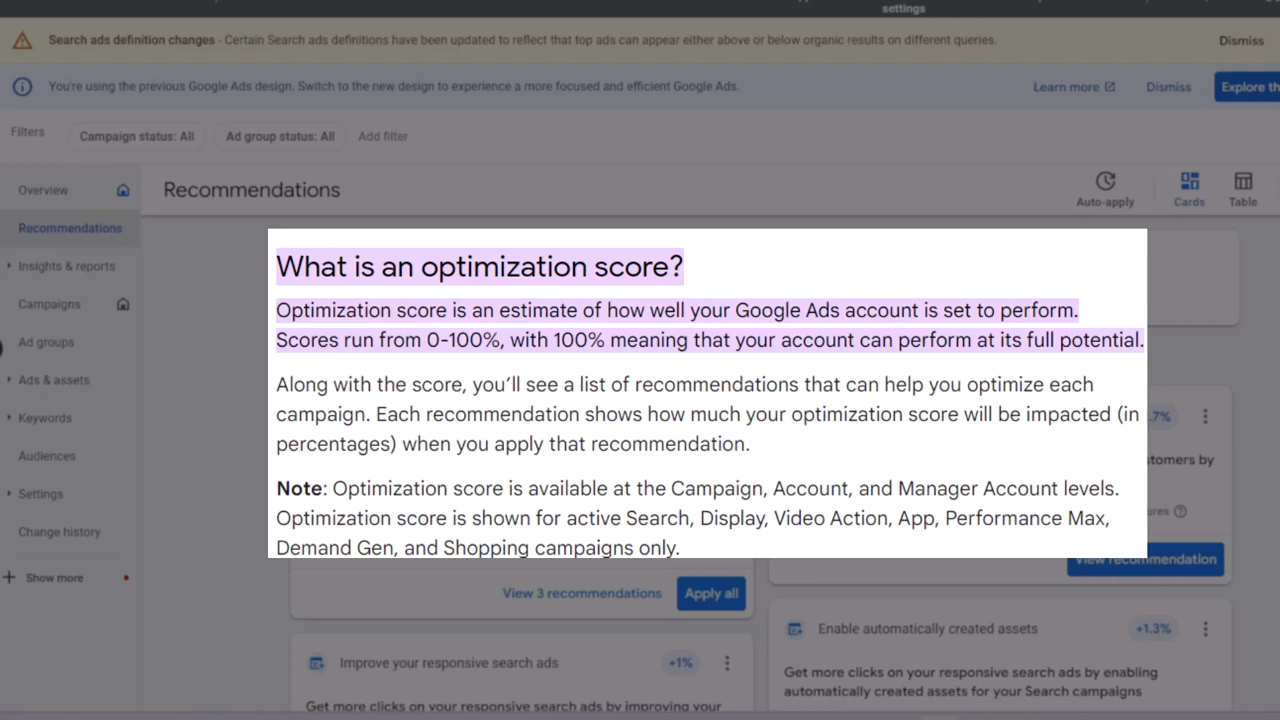 settings
Search ads definition changes - Certain Search ads definitions have been updated to reflect that top ads can appear either above or below organic results on different queries.
Dismiss
You're using the previous Google Ads design. Switch to the new design to experience a more focused and efficient Google Ads.
Learn more
Dismiss
Explore th
Filters
Campaign status: All
Ad group status: All
Add filter
Overview
Recommendations
Insights & reports
Campaigns
Ad groups
Ads & assets
Keywords
Audiences
Settings
Change history
Show more
Recommendations
Auto-apply
Cards
Table
What is an optimization score?
Optimization score is an estimate of how well your Google Ads account is set to perform.
Scores run from 0-100%, with 100% meaning that your account can perform at its full potential.
Along with the score, you'll see a list of recommendations that can help you optimize each
campaign. Each recommendation shows how much your optimization score will be impacted (in
percentages) when you apply that recommendation.
Note: Optimization score is available at the Campaign, Account, and Manager Account levels.
Optimization score is shown for active Search, Display, Video Action, App, Performance Max,
Demand Gen, and Shopping campaigns only.
.7%
stomers by
ures
View recommendation
View 3 recommendations
Apply all
Improve your responsive search ads
+1%
Get more clicks on your responsive search ads by improving your
Enable automatically created assets
+1.3%
Get more clicks on your responsive search ads by enabling
automatically created assets for your Search campaigns